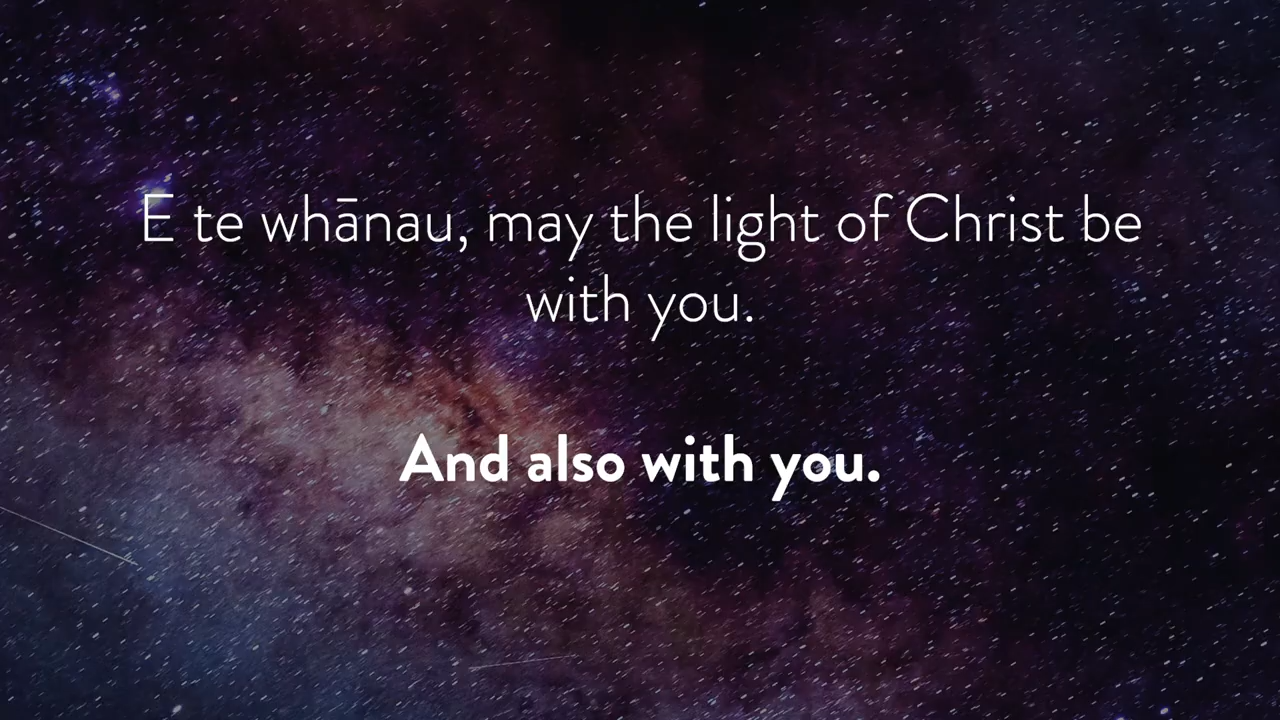 E te whānau, may the light of Christ be
with you.
And also with you.